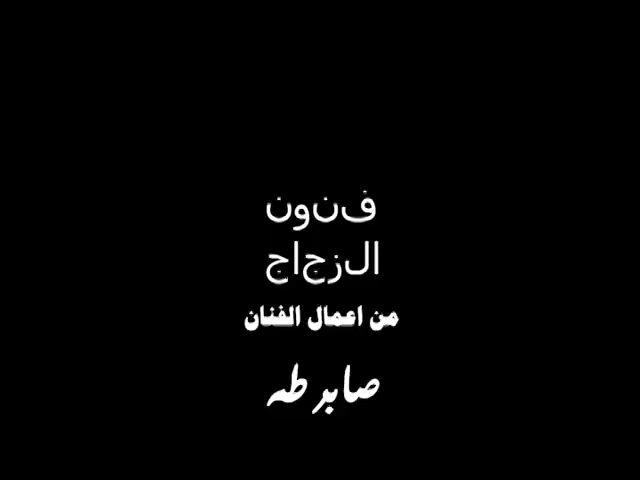 فنون
الزجاج
من اعمال الفنان
صابر طه